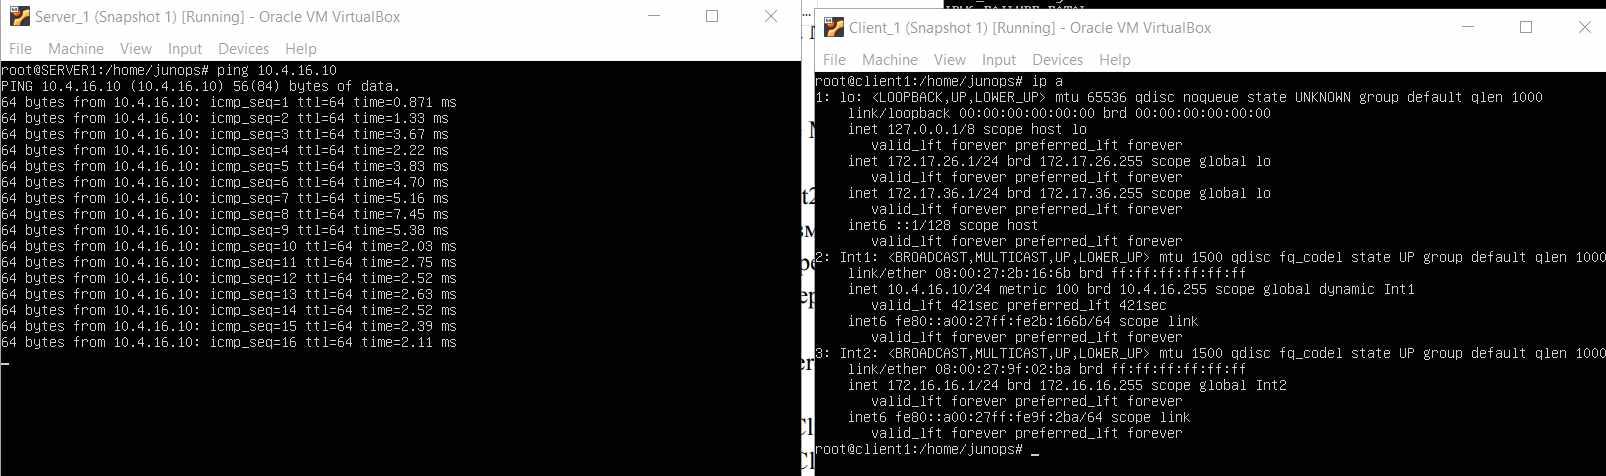 Server_1 (Snapshot 1) [Running] - Oracle VM VirtualBox
File Machine View Input Devices Help
root@SERVER1:/home/junops# ping 10.4.16.10
PING 10.4.16.10 (10.4.16.10) 56(84) bytes of data.
64 bytes from 10.4.16.10: icmp_seq=1 ttl=64 time=0.871 ms
64 bytes from 10.4.16.10: icmp_seq=2 ttl=64 time=1.33 ms
64 bytes from 10.4.16.10: icmp_seq=3 ttl=64 time=3.67 ms
64 bytes from 10.4.16.10: icmp_seq=4 ttl=64 time=2.22 ms
64 bytes from 10.4.16.10: icmp_seq=5 ttl=64 time=3.83 ms
64 bytes from 10.4.16.10: icmp_seq=6 ttl=64 time=4.70 ms
64 bytes from 10.4.16.10: icmp_seq=7 ttl=64 time=5.16 ms
64 bytes from 10.4.16.10: icmp_seq=8 ttl=64 time=7.45 ms
64 bytes from 10.4.16.10: icmp_seq=9 ttl=64 time=5.38 ms
64 bytes from 10.4.16.10: icmp_seq=10 ttl=64 time=2.03 ms
64 bytes from 10.4.16.10: icmp_seq=11 ttl=64 time=2.75 ms
64 bytes from 10.4.16.10: icmp_seq=12 ttl=64 time=2.52 ms
64 bytes from 10.4.16.10: icmp_seq=13 ttl=64 time=2.63 ms
64 bytes from 10.4.16.10: icmp_seq=14 ttl=64 time=2.52 ms
64 bytes from 10.4.16.10: icmp_seq=15 ttl=64 time=2.39 ms
64 bytes from 10.4.16.10: icmp_seq=16 ttl=64 time=2.11 ms
Client_1 (Snapshot 1) [Running] - Oracle VM VirtualBox
File Machine View Input Devices Help
root@client1:/home/junops# ip a
1: lo: <LOOPBACK,UP,LOWER_UP> mtu 65536 qdisc noqueue state UNKNOWN group default qlen 1000
link/loopback 00:00:00:00:00:00 brd 00:00:00:00:00:00
inet 127.0.0.1/8 scope host lo
valid_lft forever preferred_lft forever
inet 172.17.26.1/24 brd 172.17.26.255 scope global lo
valid_lft forever preferred_lft forever
inet 172.17.36.1/24 brd 172.17.36.255 scope global lo
valid_lft forever preferred_lft forever
inet6 ::1/128 scope host
valid_lft forever preferred_lft forever
2: Int1: <BROADCAST,MULTICAST,UP,LOWER_UP> mtu 1500 qdisc fq_codel state UP group default qlen 1000
link/ether 08:00:27:2b:16:6b brd ff:ff:ff:ff:ff:ff
inet 10.4.16.10/24 metric 100 brd 10.4.16.255 scope global dynamic Int1
valid_lft 421sec preferred_lft 421sec
inet6 fe80::a00:27ff:fe2b:166b/64 scope link
valid_lft forever preferred_lft forever
3: Int2: <BROADCAST,MULTICAST,UP,LOWER_UP> mtu 1500 qdisc fq_codel state UP group default qlen 1000
link/ether 08:00:27:9f:02:ba brd ff:ff:ff:ff:ff:ff
inet 172.16.16.1/24 brd 172.16.16.255 scope global Int2
valid_lft forever preferred_lft forever
inet6 fe80::a00:27ff:fe9f:2ba/64 scope link
valid_lft forever preferred_lft forever
root@client1:/home/junops# _